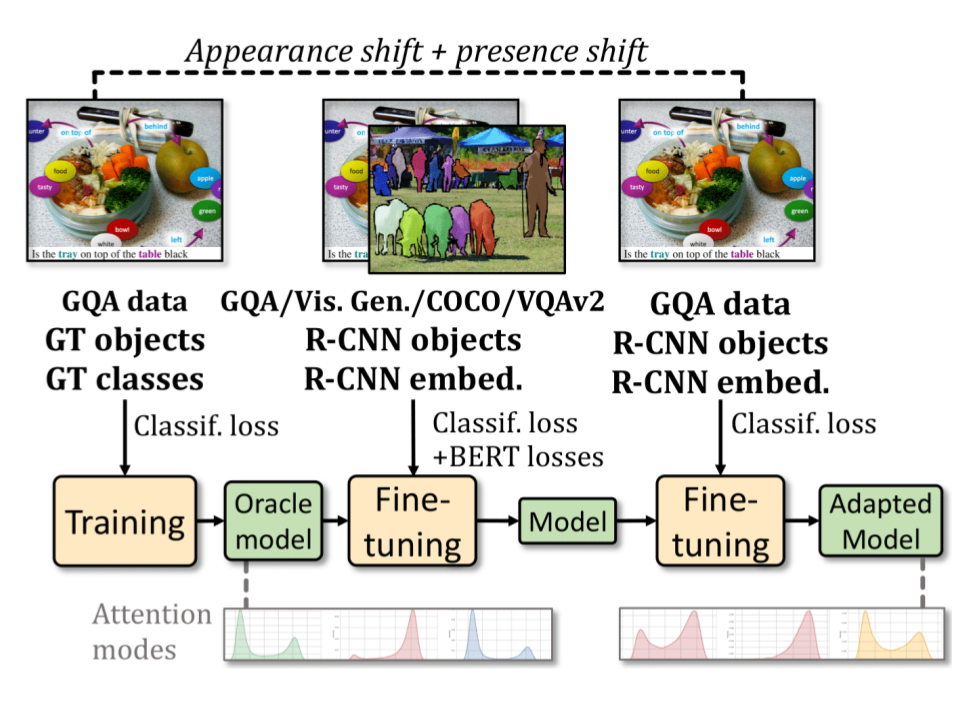 Appearance shift + presence shift
unter
on top of
behind
food
tasty
apple
green
bowl
white
left
Is the tray on top of the table black
unter
on
food
tasty
Is the tra
unter
on top of
behind
food
tasty
apple
green
bowl
white
left
Is the tray on top of the table black
GQA data
GT objects
GT classes
GQA/Vis. Gen./COCO/VQAv2
R-CNN objects
R-CNN embed.
GQA data
R-CNN objects
R-CNN embed.
Classif. loss
Classif. loss
+BERT losses
Classif. loss
Training
Oracle
model
Fine-
tuning
Model
Fine-
tuning
Adapted
Model
Attention
modes